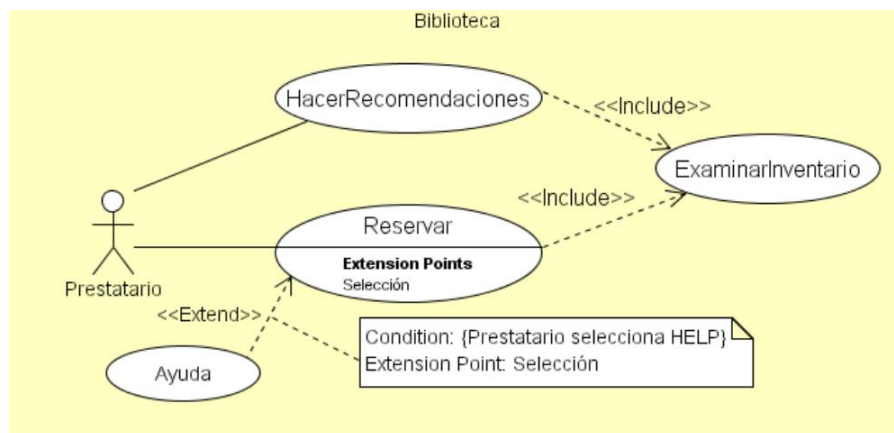 Biblioteca
HacerRecomendaciones
<<Include>>
ExaminarInventario
<<Include>>
Reservar
Extension Points
Selección
Prestatario
<<Extend>>
Condition: {Prestatario selecciona HELP}
Extension Point: Selección
Ayuda